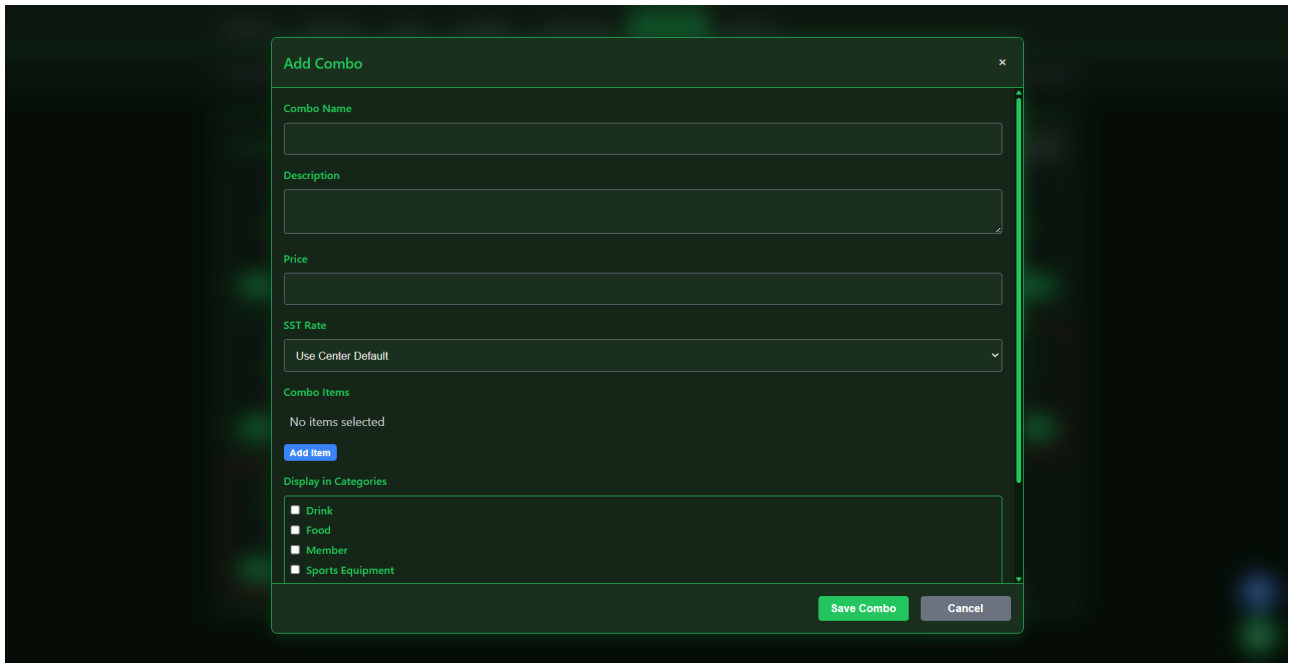 Add Combo
×
Combo Name
Description
Price
SST Rate
Use Center Default
Combo Items
No items selected
Add Item
Display in Categories
Drink
Food
Member
Sports Equipment
Save Combo
Cancel